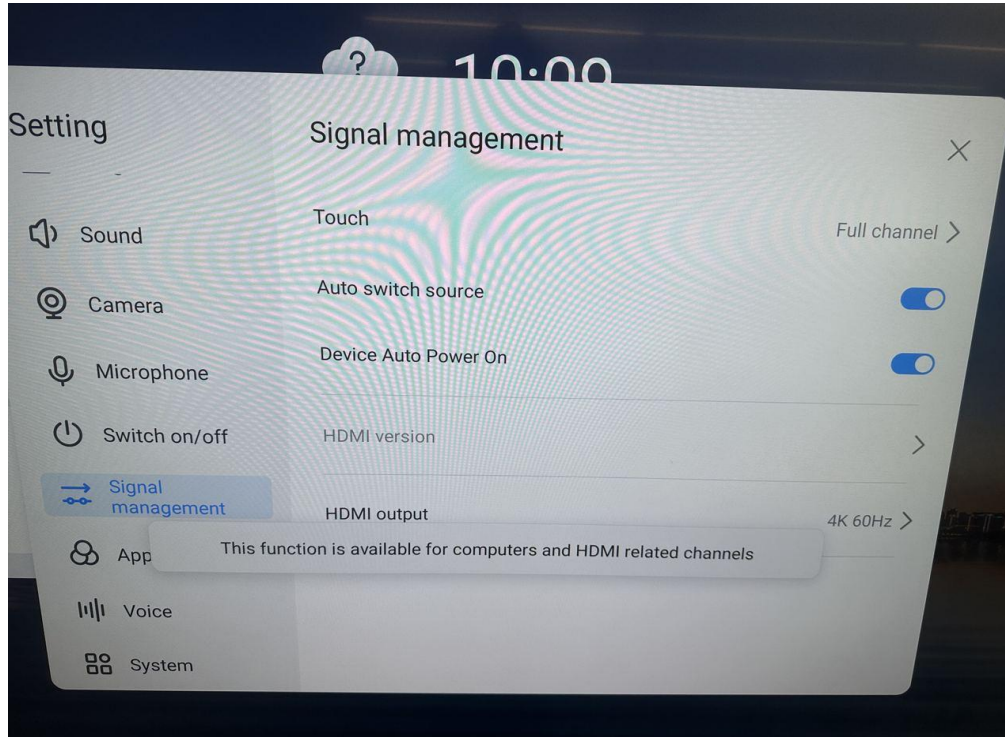 ?
10:09
Setting
Signal management
Touch
Full channel
Sound
Auto switch source
Camera
Device Auto Power On
Microphone
Switch on/off
HDMI version
Signal
management
HDMI output
4K 60Hz
App
This function is available for computers and HDMI related channels
Voice
System